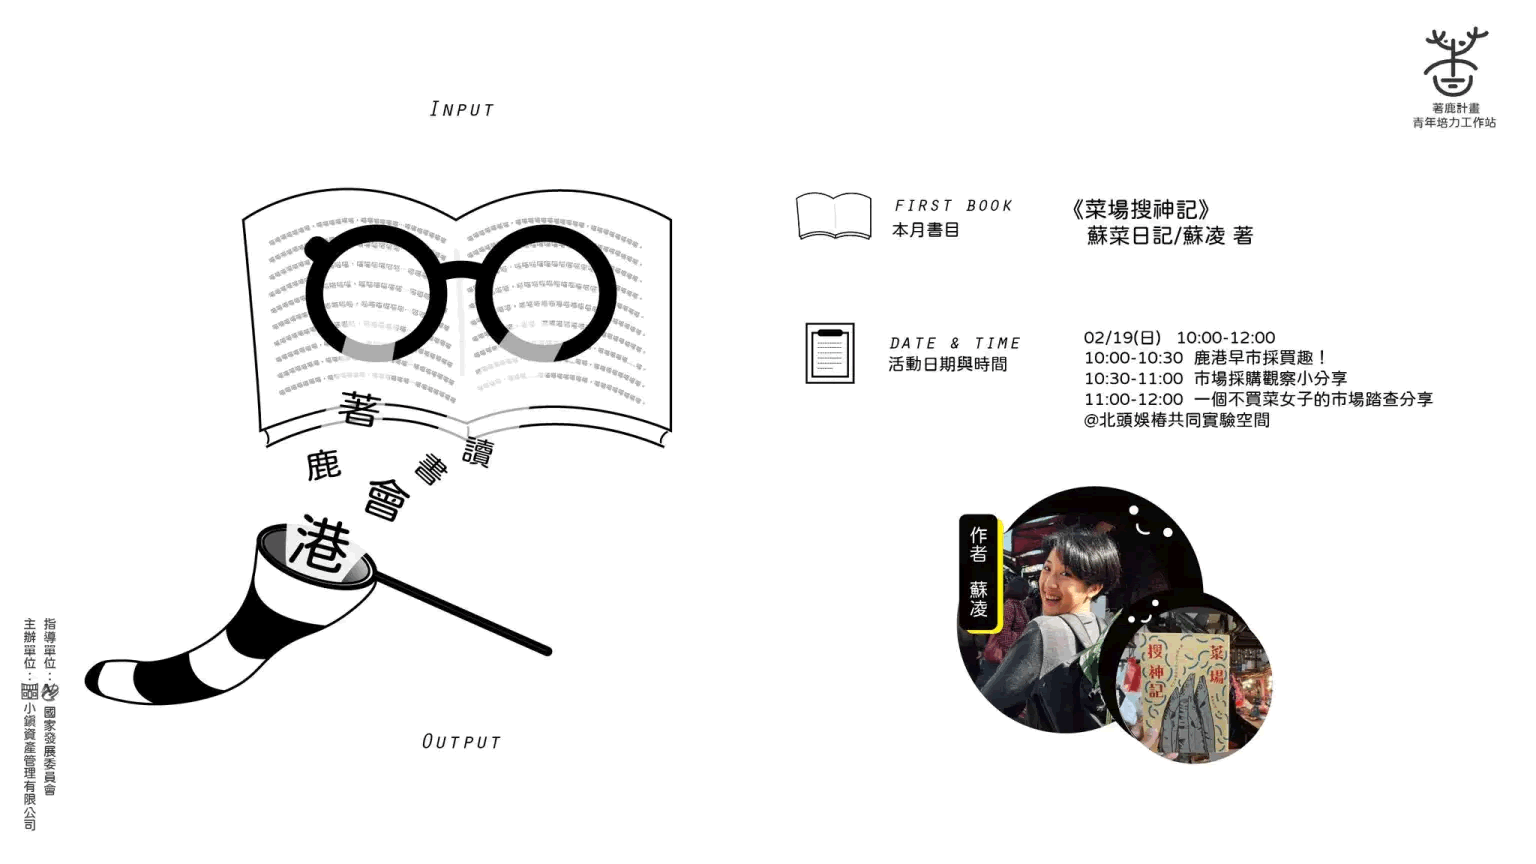 INPUT
著
鹿
港
讀
書
會
OUTPUT
指導單位：國家發展委員會
主辦單位：小鎮資產管理有限公司
著鹿計畫
青年培力工作站
FIRST BOOK
本月書目
《菜場搜神記》
蘇菜日記/蘇凌 著
DATE & TIME
活動日期與時間
02/19(日) 10:00-12:00
10:00-10:30 鹿港早市採買趣！
10:30-11:00 市場採購觀察小分享
11:00-12:00 一個不買菜女子的市場踏查分享
@北頭娛椿共同實驗空間
作者 蘇凌
菜場
搜神記